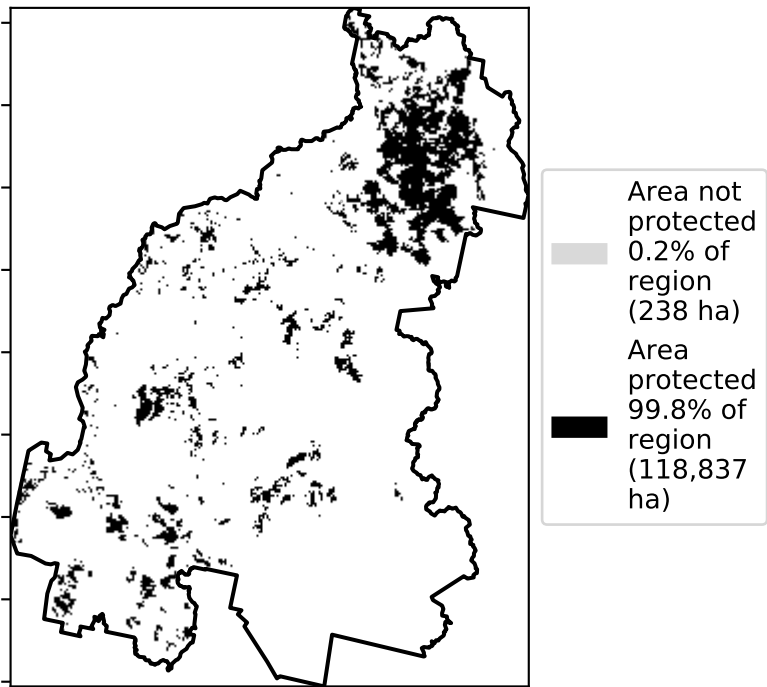 Area not
protected
0.2% of
region
(238 ha)
Area
protected
99.8% of
region
(118,837
ha)